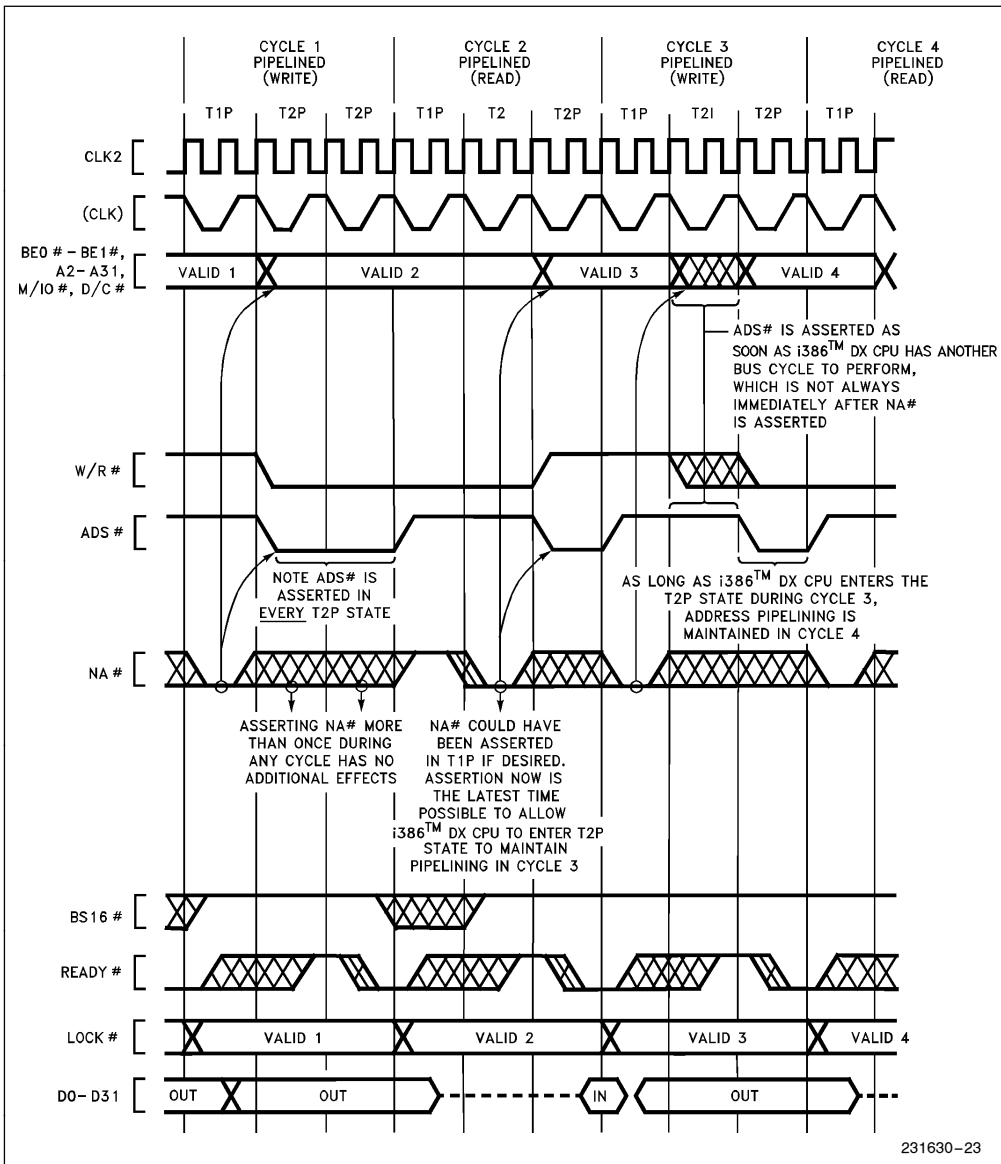 CYCLE 1
PIPELINED
(WRITE)
CYCLE 2
PIPELINED
(READ)
CYCLE 3
PIPELINED
(WRITE)
CYCLE 4
PIPELINED
(READ)
T1P T2P T2P T1P T2 T2P T1P T2I T2P T1P
CLK2
(CLK)
BE0 # - BE1#,
A2-A31,
M/IO #, D/C #
VALID 1 VALID 2 VALID 3 VALID 4
ADS# IS ASSERTED AS
SOON AS i386™ DX CPU HAS ANOTHER
BUS CYCLE TO PERFORM,
WHICH IS NOT ALWAYS
IMMEDIATELY AFTER NA#
IS ASSERTED
W/R #
ADS #
NOTE ADS# IS
ASSERTED IN
EVERY T2P STATE
AS LONG AS i386™ DX CPU ENTERS THE
T2P STATE DURING CYCLE 3,
ADDRESS PIPELINING IS
MAINTAINED IN CYCLE 4
NA #
ASSERTING NA# MORE
THAN ONCE DURING
ANY CYCLE HAS NO
ADDITIONAL EFFECTS
NA# COULD HAVE
BEEN ASSERTED
IN T1P IF DESIRED.
ASSERTION NOW IS
THE LATEST TIME
POSSIBLE TO ALLOW
i386™ DX CPU TO ENTER T2P
STATE TO MAINTAIN
PIPELINING IN CYCLE 3
BS16 #
READY #
LOCK #
VALID 1 VALID 2 VALID 3 VALID 4
D0-D31
OUT OUT IN OUT
231630-23